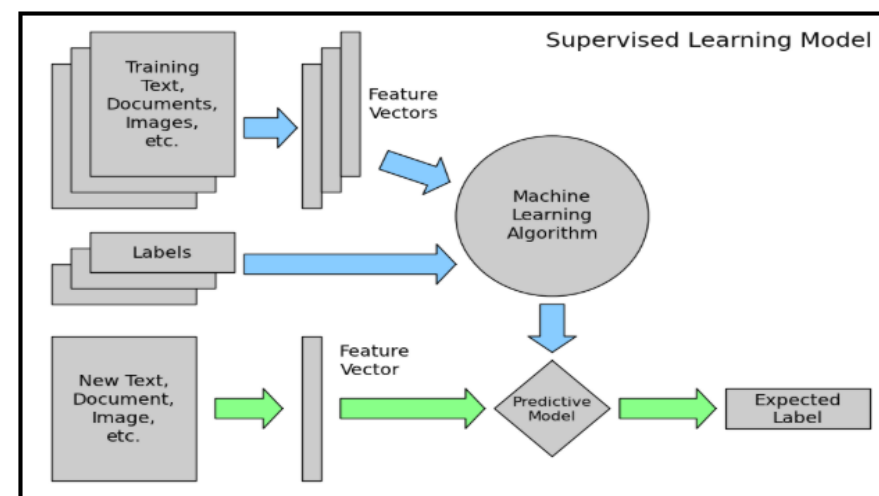 Supervised Learning Model
Training
Text,
Documents,
Images,
etc.
Feature
Vectors
Machine
Learning
Algorithm
Labels
New Text,
Document,
Image,
etc.
Feature
Vector
Predictive
Model
Expected
Label